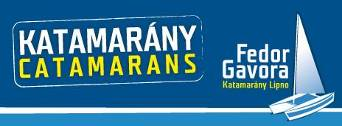 KATAMARÁNY
CATAMARANS
Fedor
Gavora
Katamarány Lipno